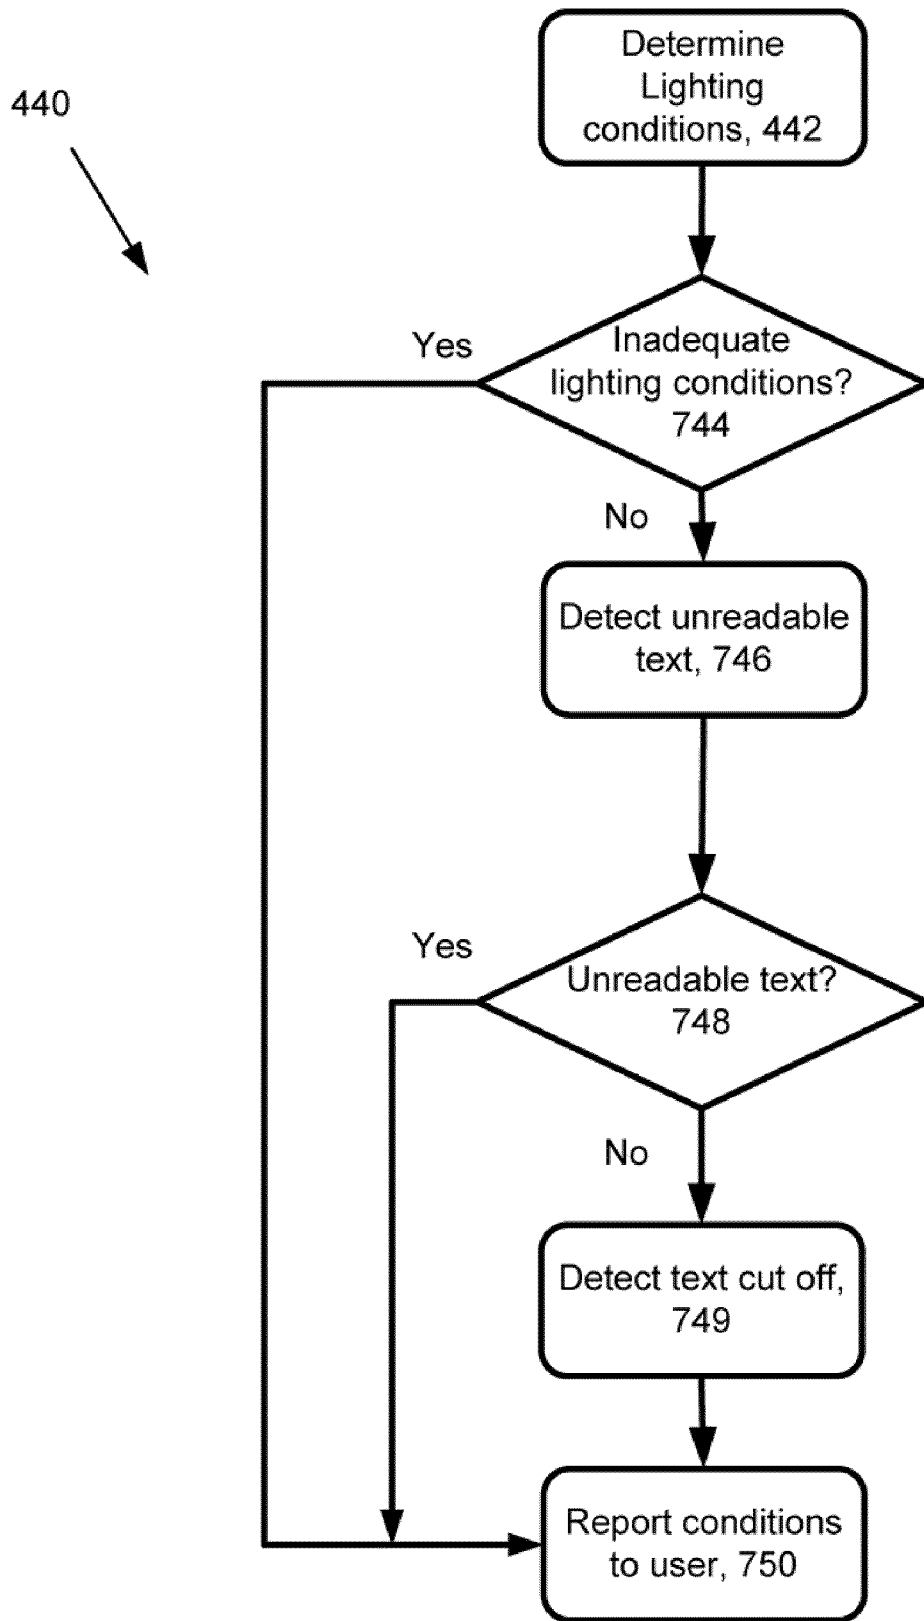 440
Determine
Lighting
conditions, 442
Yes
Inadequate
lighting conditions?
744
No
Detect unreadable
text, 746
Yes
Unreadable text?
748
No
Detect text cut off,
749
Report conditions
to user, 750